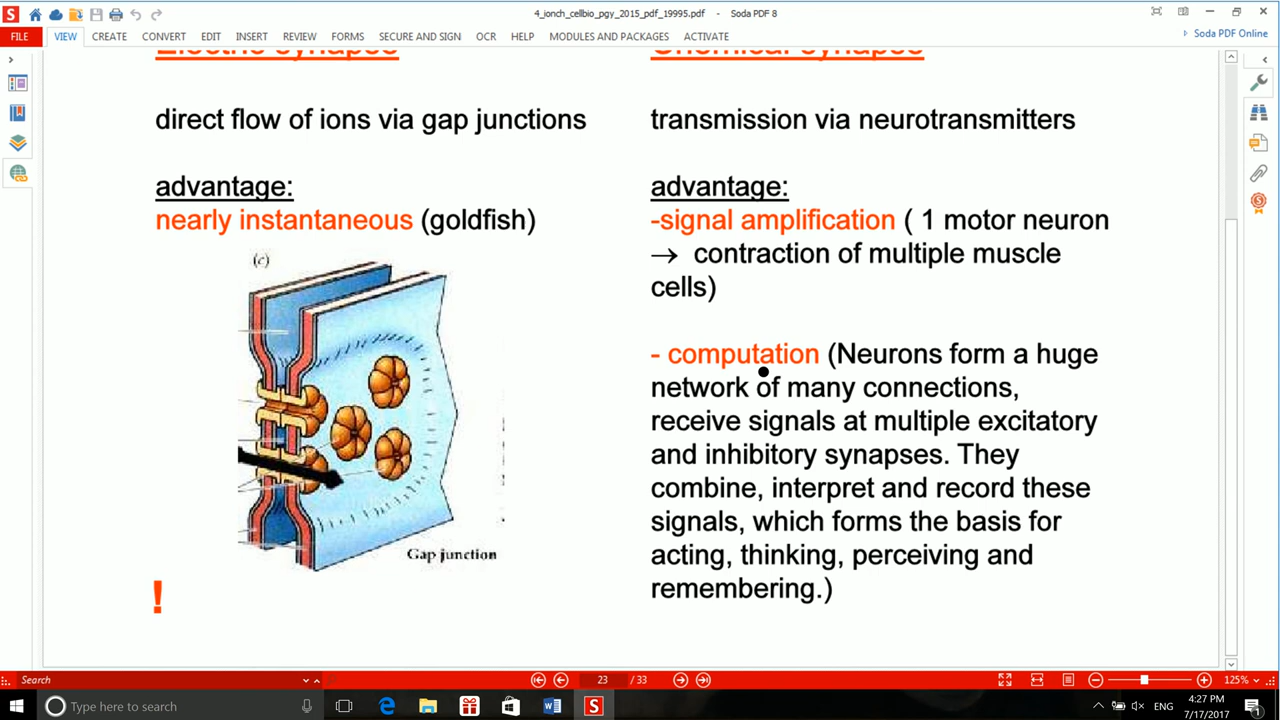 4_ionch_cellbio_pgy_2015_pdf_19995.pdf - Soda PDF 8
FILE VIEW CREATE CONVERT EDIT INSERT REVIEW FORMS SECURE AND SIGN OCR HELP MODULES AND PACKAGES ACTIVATE Soda PDF Online
Electric synapse
Chemical synapse
direct flow of ions via gap junctions
advantage:
nearly instantaneous (goldfish)
(c)
Gap junction
!
transmission via neurotransmitters
advantage:
-signal amplification ( 1 motor neuron
→ contraction of multiple muscle
cells)
- computation (Neurons form a huge
network of many connections,
receive signals at multiple excitatory
and inhibitory synapses. They
combine, interpret and record these
signals, which forms the basis for
acting, thinking, perceiving and
remembering.)
Search 23 / 33 125%
Type here to search ENG 4:27 PM
7/17/2017